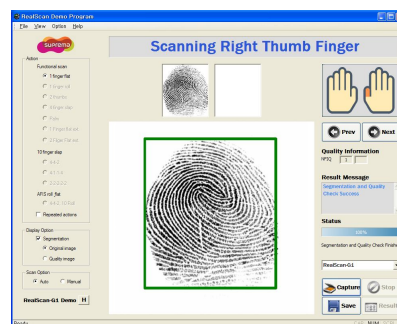 RealScan Demo Program
File View Option Help
suprema
Scanning Right Thumb Finger
Action
Functional scan
1 finger flat
Prev
Next
Quality Information
NFIQ 1
Result Message
Segmentation and Quality
Check Success
10 finger slap
AFIS roll_flat
Repeated actions
Status
100%
Segmentation and Quality Check Finishe
Display Option
Segmentation
Original image
Quality image
Scan Option
Auto
Manual
RealScan-G1
Capture
Stop
RealScan-G1 Demo H
Save
Result
Ready
NUM